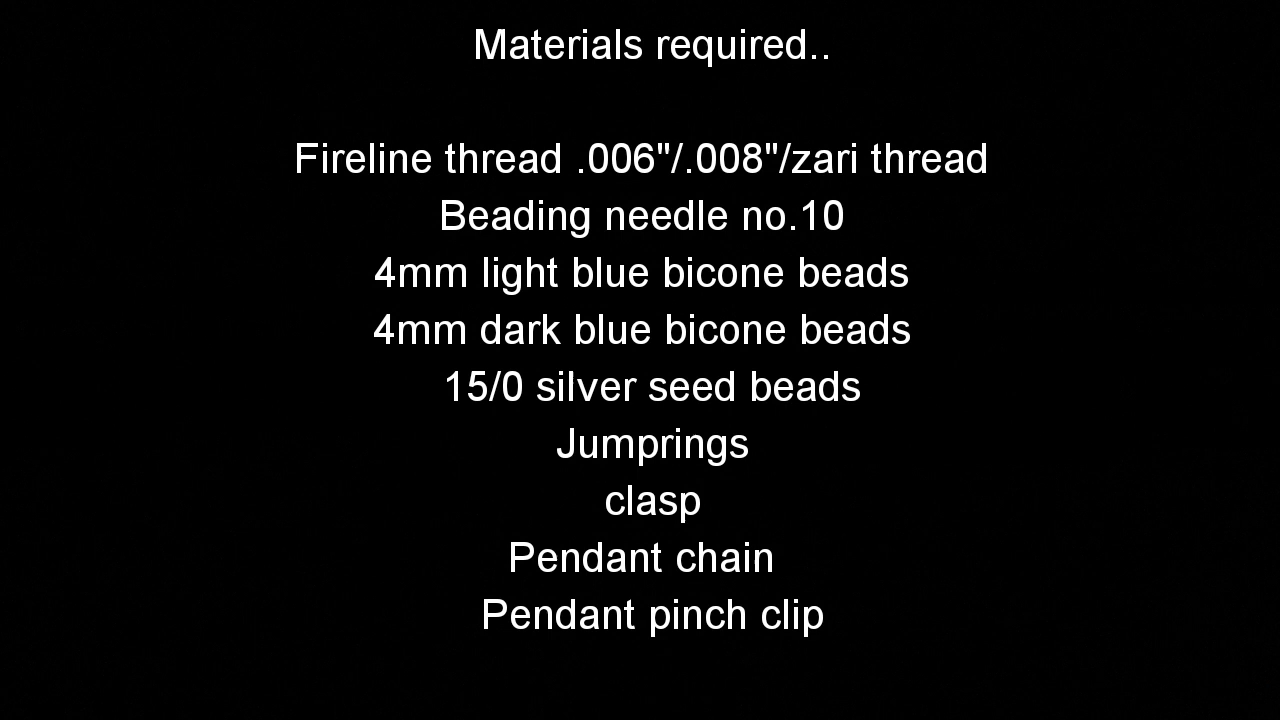 Materials required..
Fireline thread .006"/.008"/zari thread
Beading needle no.10
4mm light blue bicone beads
4mm dark blue bicone beads
15/0 silver seed beads
Jumprings
clasp
Pendant chain
Pendant pinch clip